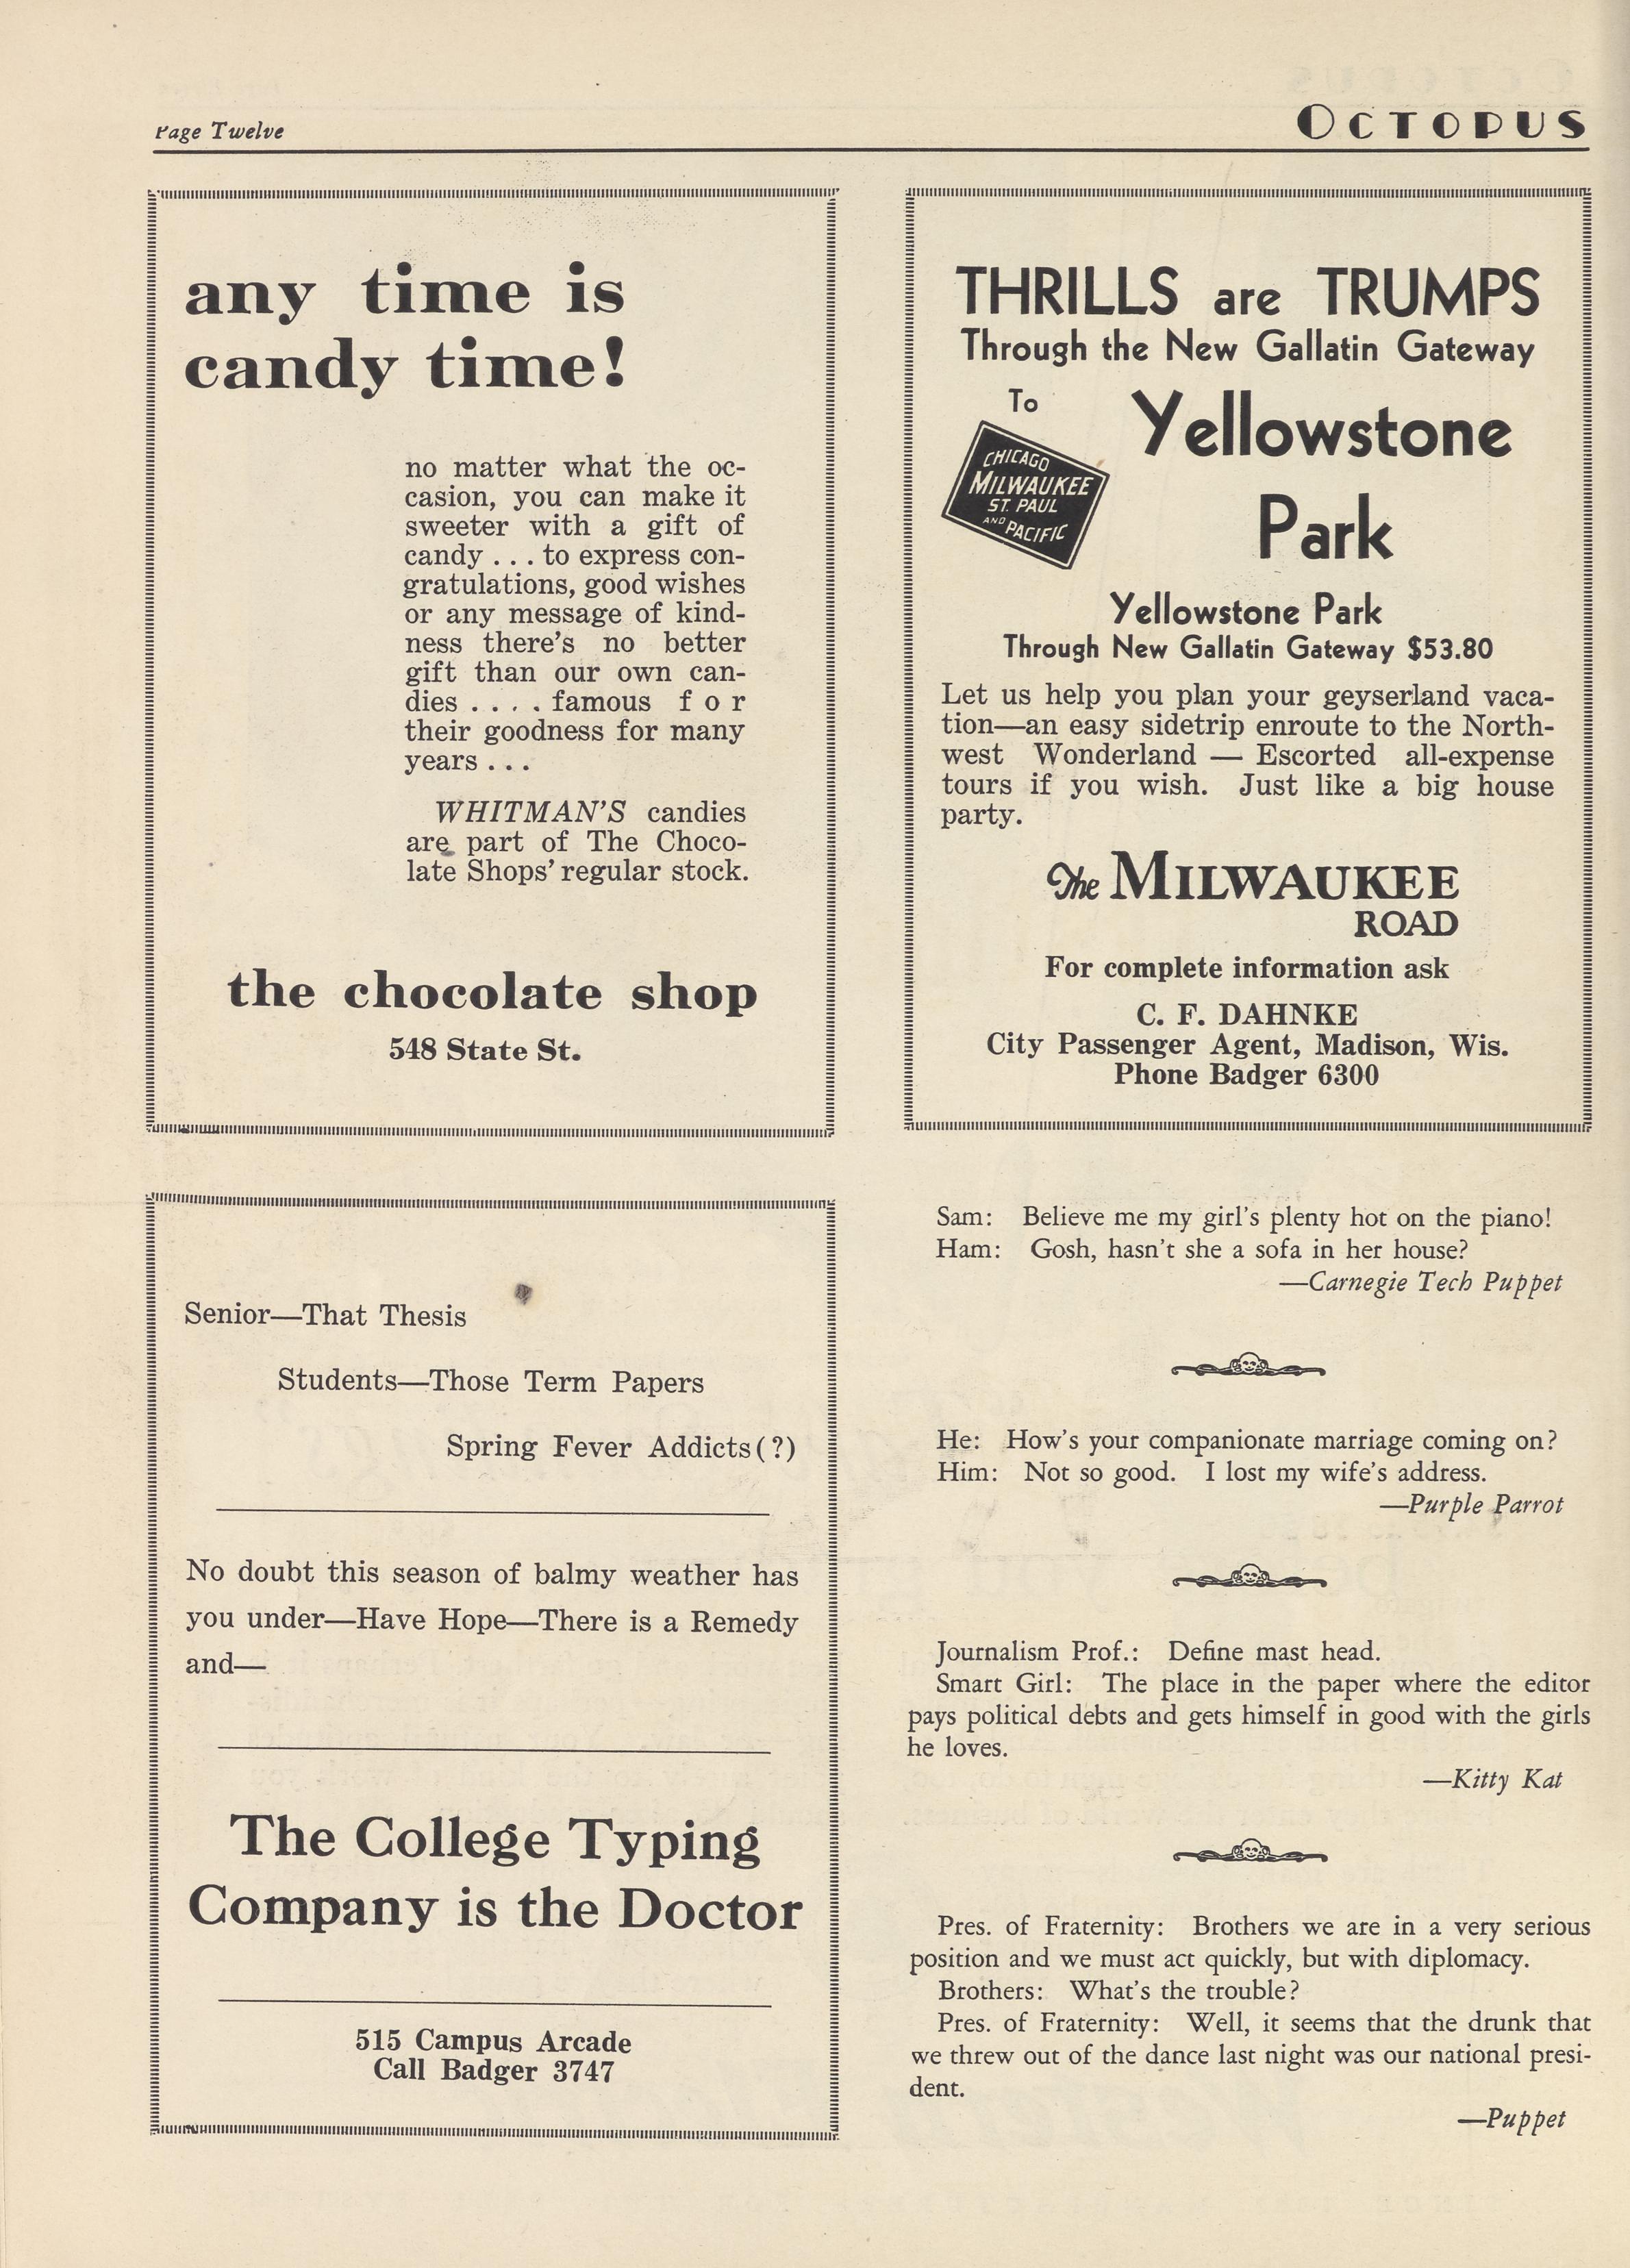 Page Twelve
OCTOPUS
any time is
candy time!
no matter what the oc-
casion, you can make it
sweeter with a gift of
candy . . . to express con-
gratulations, good wishes
or any message of kind-
ness there's no better
gift than our own can-
dies . . . . famous f o r
their goodness for many
years . . .
WHITMAN'S candies
are part of The Choco-
late Shops' regular stock.
the chocolate shop
548 State St.
THRILLS are TRUMPS
Through the New Gallatin Gateway
To
Yellowstone
Park
CHICAGO
MILWAUKEE
ST. PAUL
AND PACIFIC
Yellowstone Park
Through New Gallatin Gateway $53.80
Let us help you plan your geyserland vaca-
tion—an easy sidetrip enroute to the North-
west Wonderland — Escorted all-expense
tours if you wish. Just like a big house
party.
The MILWAUKEE
ROAD
For complete information ask
C. F. DAHNKE
City Passenger Agent, Madison, Wis.
Phone Badger 6300
Senior—That Thesis
Students—Those Term Papers
Spring Fever Addicts(?)
No doubt this season of balmy weather has
you under—Have Hope—There is a Remedy
and—
The College Typing
Company is the Doctor
515 Campus Arcade
Call Badger 3747
Sam: Believe me my girl's plenty hot on the piano!
Ham: Gosh, hasn't she a sofa in her house?
—Carnegie Tech Puppet
He: How's your companionate marriage coming on?
Him: Not so good. I lost my wife's address.
—Purple Parrot
Journalism Prof.: Define mast head.
Smart Girl: The place in the paper where the editor
pays political debts and gets himself in good with the girls
he loves.
—Kitty Kat
Pres. of Fraternity: Brothers we are in a very serious
position and we must act quickly, but with diplomacy.
Brothers: What's the trouble?
Pres. of Fraternity: Well, it seems that the drunk that
we threw out of the dance last night was our national presi-
dent.
—Puppet